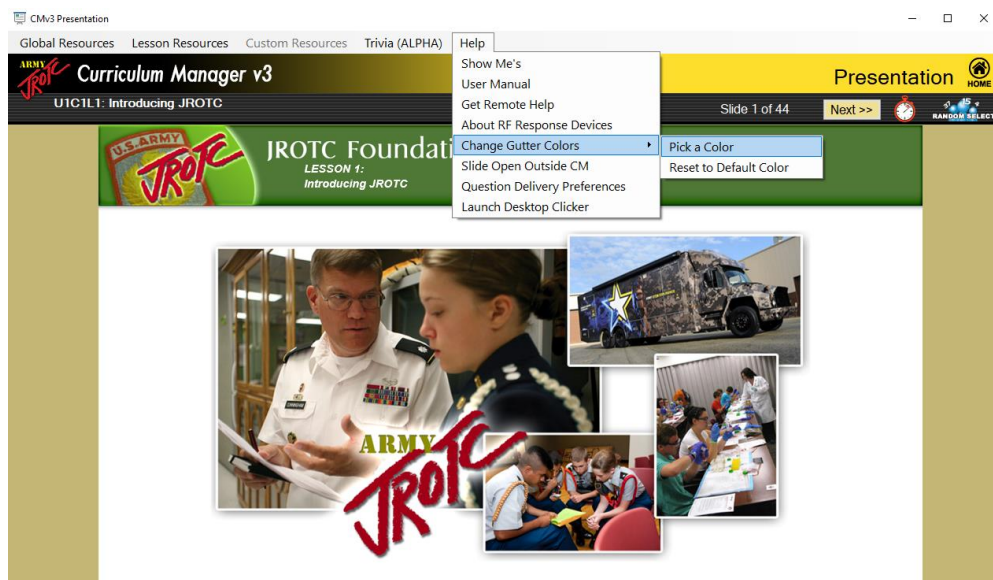 CMv3 Presentation
Global Resources Lesson Resources Custom Resources Trivia (ALPHA) Help
ARMY
JROTC
Curriculum Manager v3
Presentation
HOME
U1C1L1: Introducing JROTC
Slide 1 of 44
Next >>
15
RANDOM SELECT
Show Me's
User Manual
Get Remote Help
About RF Response Devices
Change Gutter Colors
Pick a Color
Reset to Default Color
Slide Open Outside CM
Question Delivery Preferences
Launch Desktop Clicker
U.S. ARMY
JROTC
JROTC Foundati
LESSON 1:
Introducing JROTC
ARMY
JROTC